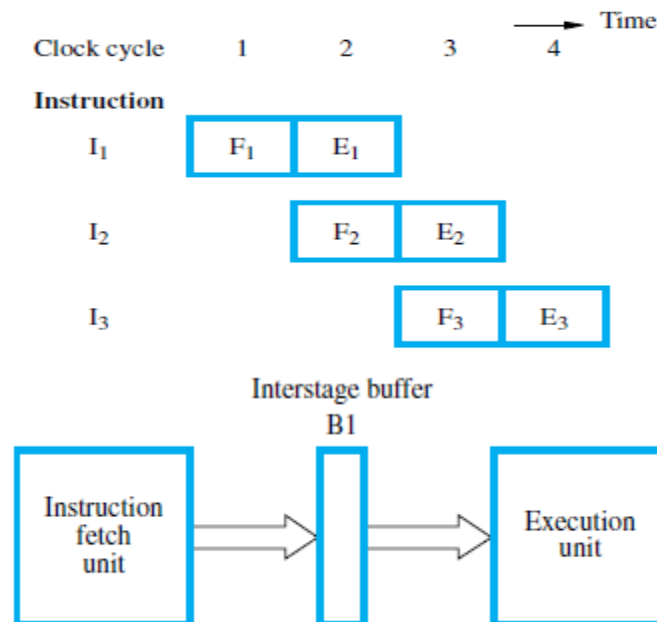 Time
Clock cycle 1 2 3 4
Instruction
I₁ F₁ E₁
I₂ F₂ E₂
I₃ F₃ E₃
Interstage buffer
B1
Instruction
fetch
unit
Execution
unit